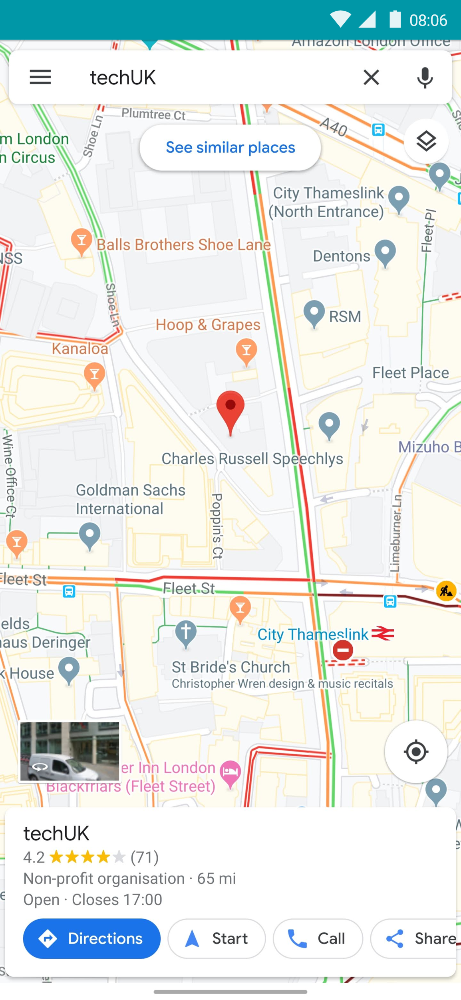 08:06
Amazon London Office
techUK
Plumtree Ct
Shoe Ln
A40
m London
n Circus
See similar places
City Thameslink
(North Entrance)
Fleet Pl
Balls Brothers Shoe Lane
NSS
Dentons
Shoe Ln
RSM
Hoop & Grapes
Kanaloa
Fleet Place
Wine Office Ct
Mizuho B
Charles Russell Speechlys
Goldman Sachs
International
Poppin's Ct
Limeburner Ln
Fleet St
Fleet St
elds
haus Deringer
City Thameslink
k House
St Bride's Church
Christopher Wren design & music recitals
er Inn London
Blackfriars (Fleet Street)
techUK
4.2 (71)
Non-profit organisation · 65 mi
Open · Closes 17:00
Directions
Start
Call
Share